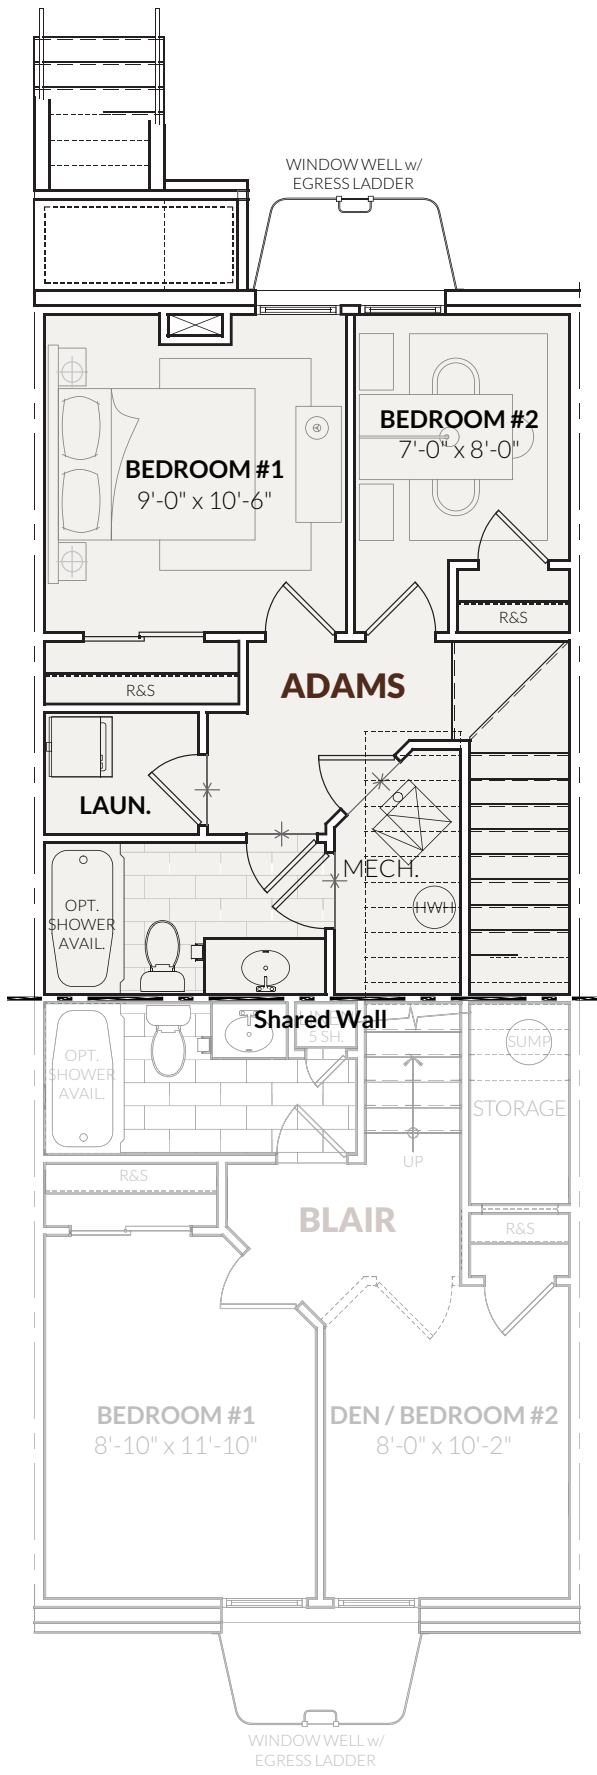 WINDOW WELL w/
EGRESS LADDER
BEDROOM #2
7'-0" x 8'-0"
BEDROOM #1
9'-0" x 10'-6"
R&S
ADAMS
R&S
LAUN.
MECH.
OPT.
SHOWER
AVAIL.
HWH
Shared Wall
5 SH.
OPT.
SHOWER
AVAIL.
SUMP
STORAGE
UP
R&S
BLAIR
R&S
BEDROOM #1
8'-10" x 11'-10"
DEN / BEDROOM #2
8'-0" x 10'-2"
WINDOW WELL w/
EGRESS LADDER